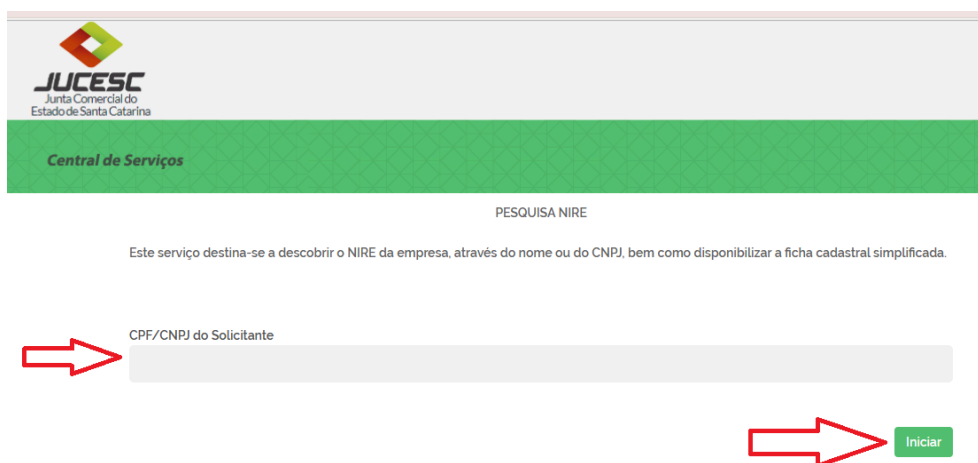 JUCESC
Junta Comercial do
Estado de Santa Catarina
Central de Serviços
PESQUISA NIRE
Este serviço destina-se a descobrir o NIRE da empresa, através do nome ou do CNPJ, bem como disponibilizar a ficha cadastral simplificada.
CPF/CNPJ do Solicitante
Iniciar